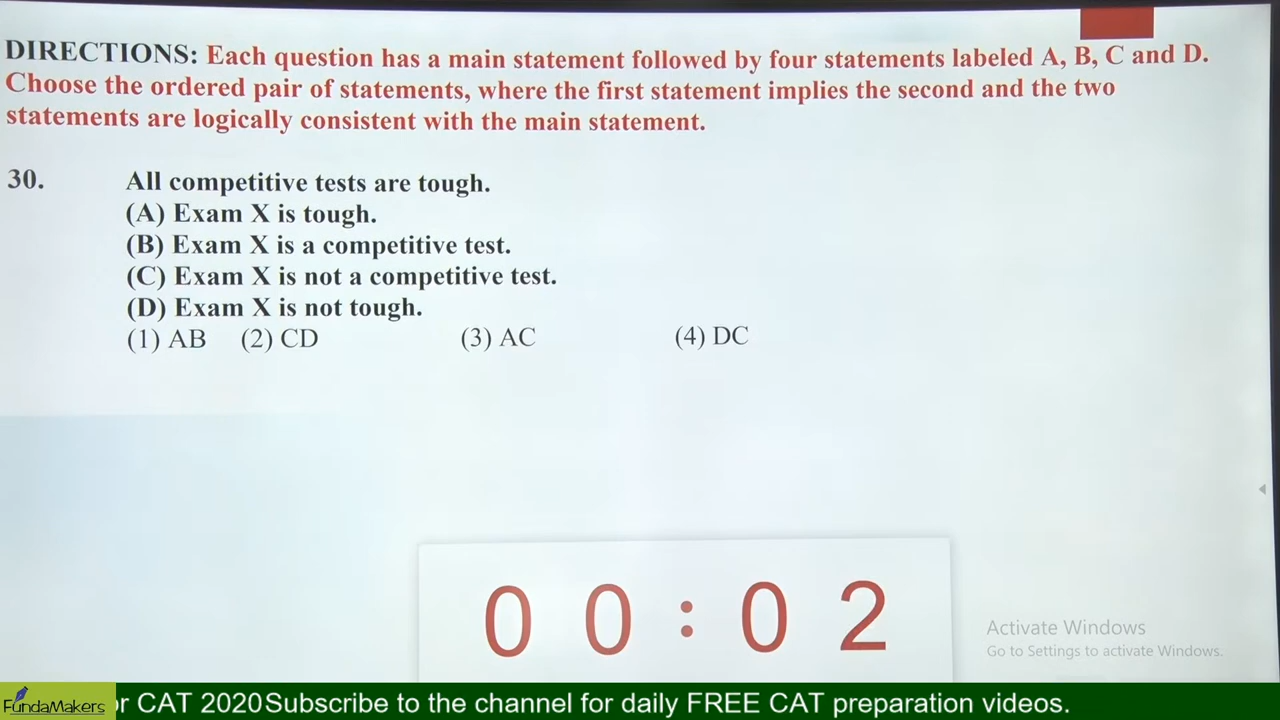 DIRECTIONS: Each question has a main statement followed by four statements labeled A, B, C and D.
Choose the ordered pair of statements, where the first statement implies the second and the two
statements are logically consistent with the main statement.
30. All competitive tests are tough.
(A) Exam X is tough.
(B) Exam X is a competitive test.
(C) Exam X is not a competitive test.
(D) Exam X is not tough.
(1) AB (2) CD (3) AC (4) DC
00:02
Activate Windows
Go to Settings to activate Windows.
FundaMakers
r CAT 2020Subscribe to the channel for daily FREE CAT preparation videos.